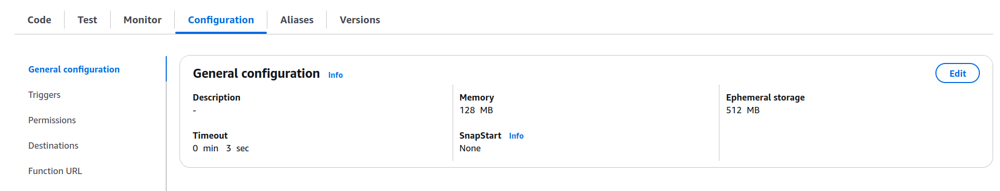 Code Test Monitor Configuration Aliases Versions
General configuration
Triggers
Permissions
Destinations
Function URL
General configuration Info Edit
Description
-
Timeout
0 min 3 sec
Memory
128 MB
SnapStart Info
None
Ephemeral storage
512 MB